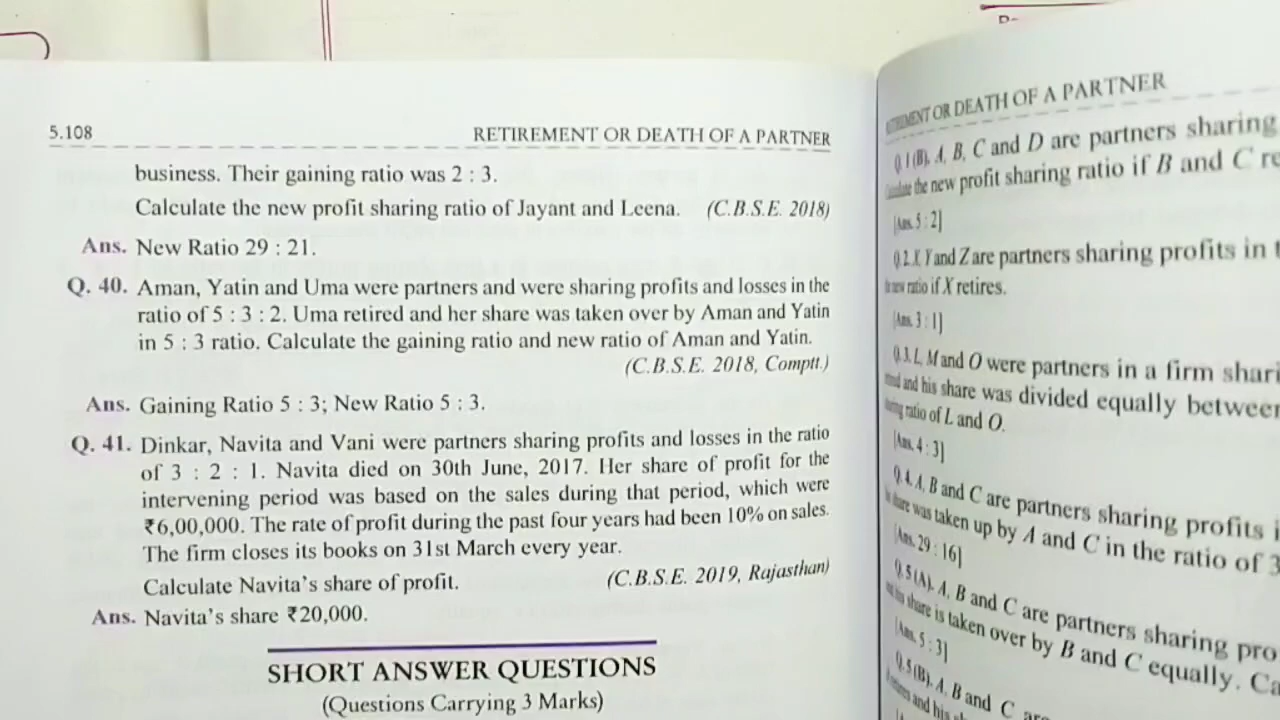 D-
5.108
RETIREMENT OR DEATH OF A PARTNER
business. Their gaining ratio was 2 : 3.
Calculate the new profit sharing ratio of Jayant and Leena. (C.B.S.E. 2018)
Ans. New Ratio 29 : 21.
Q. 40. Aman, Yatin and Uma were partners and were sharing profits and losses in the
ratio of 5 : 3 : 2. Uma retired and her share was taken over by Aman and Yatin
in 5 : 3 ratio. Calculate the gaining ratio and new ratio of Aman and Yatin.
(C.B.S.E. 2018, Comptt.)
Ans. Gaining Ratio 5 : 3; New Ratio 5 : 3.
Q. 41. Dinkar, Navita and Vani were partners sharing profits and losses in the ratio
of 3 : 2 : 1. Navita died on 30th June, 2017. Her share of profit for the
intervening period was based on the sales during that period, which were
₹6,00,000. The rate of profit during the past four years had been 10% on sales.
The firm closes its books on 31st March every year.
Calculate Navita's share of profit. (C.B.S.E. 2019, Rajasthan)
Ans. Navita's share ₹20,000.
SHORT ANSWER QUESTIONS
(Questions Carrying 3 Marks)
OR DEATH OF A PARTNER
Q.1 (B). A, B, C and D are partners sharing
the new profit sharing ratio if B and C
[Ans. 5 : 2]
Q.2. X, Y and Z are partners sharing profits in
ratio if X retires.
[Ans. 3 : 1]
Q.3. L, M and O were partners in a firm
and his share was divided equally between
ratio of L and O.
[Ans. 4 : 3]
Q.4. A, B and C are partners sharing profits
share was taken up by A and C in the ratio of 3
[Ans. 29 : 16]
Q.5 (A). A, B and C are partners sharing
his share is taken over by B and C equally.
[Ans. 5 : 3]
Q.5 (B). A, B and C
and his